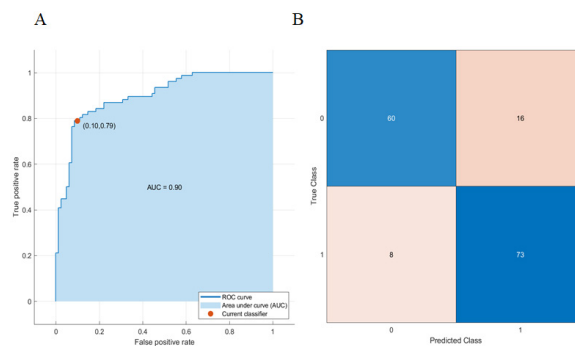 A
B
True positive rate
1
0.8
0.6
0.4
0.2
0
(0.10,0.79)
AUC = 0.90
ROC curve
Area under curve (AUC)
Current classifier
0
0.2
0.4
0.6
0.8
1
False positive rate
True Class
0
60
16
1
8
73
0
1
Predicted Class